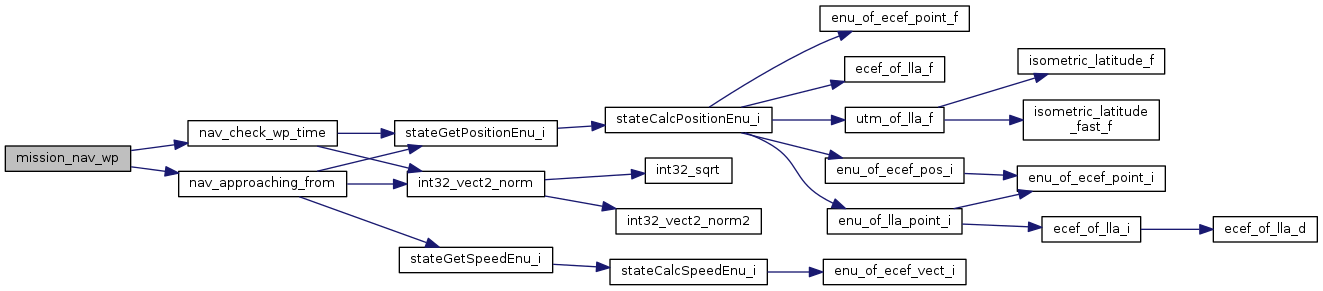 mission_nav_wp
nav_check_wp_time
nav_approaching_from
stateGetPositionEnu_i
int32_vect2_norm
stateGetSpeedEnu_i
stateCalcPositionEnu_i
int32_sqrt
int32_vect2_norm2
stateCalcSpeedEnu_i
enu_of_ecef_point_f
ecef_of_lla_f
utm_of_lla_f
enu_of_ecef_pos_i
enu_of_lla_point_i
enu_of_ecef_vect_i
isometric_latitude_f
isometric_latitude
_fast_f
enu_of_ecef_point_i
ecef_of_lla_i
ecef_of_lla_d